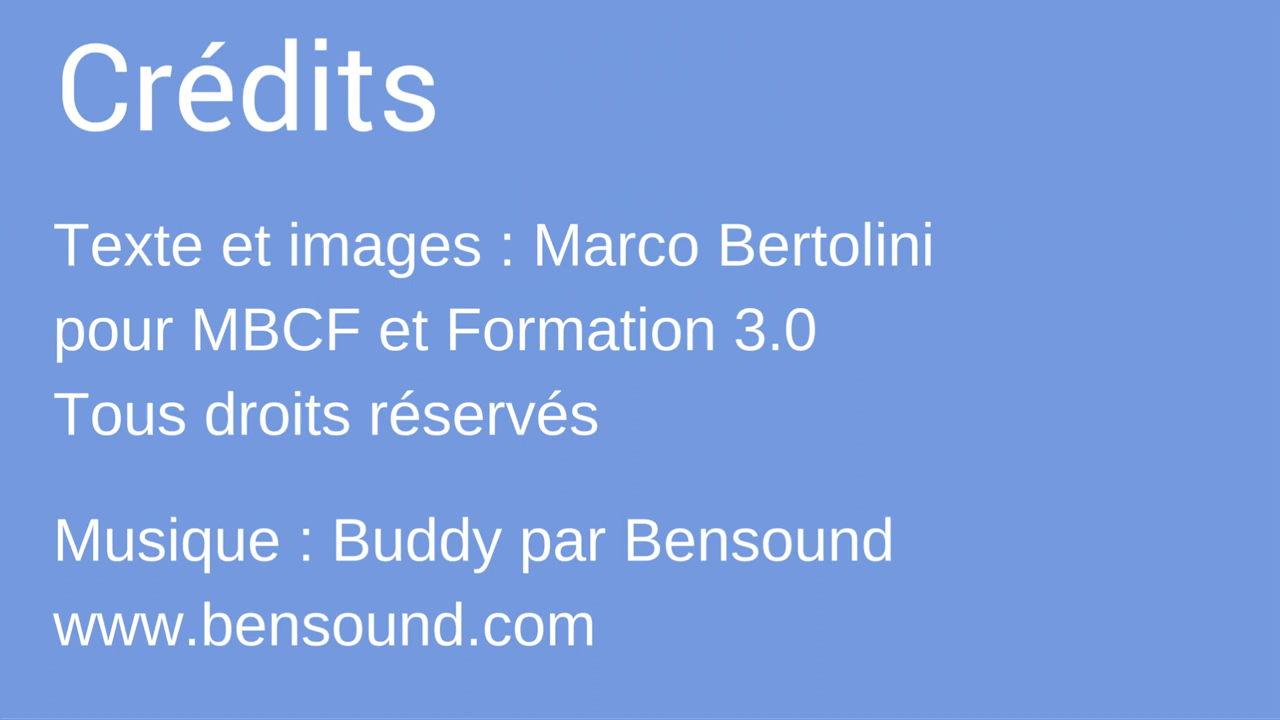 Crédits
Texte et images : Marco Bertolini
pour MBCF et Formation 3.0
Tous droits réservés
Musique : Buddy par Bensound
www.bensound.com